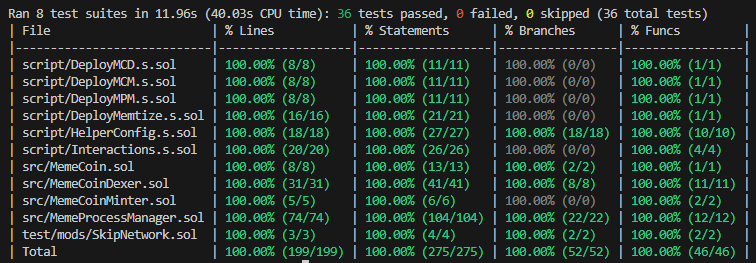 Ran 8 test suites in 11.96s (40.03s CPU time): 36 tests passed, 0 failed, 0 skipped (36 total tests)
| File | % Lines | % Statements | % Branches | % Funcs |
|----------------------------|------------------|------------------|-----------------|-----------------|
| script/DeployMCD.s.sol | 100.00% (8/8) | 100.00% (11/11) | 100.00% (0/0) | 100.00% (1/1) |
| script/DeployMCM.s.sol | 100.00% (8/8) | 100.00% (11/11) | 100.00% (0/0) | 100.00% (1/1) |
| script/DeployMPM.s.sol | 100.00% (8/8) | 100.00% (11/11) | 100.00% (0/0) | 100.00% (1/1) |
| script/DeployMemtize.s.sol | 100.00% (16/16) | 100.00% (21/21) | 100.00% (0/0) | 100.00% (1/1) |
| script/HelperConfig.s.sol | 100.00% (18/18) | 100.00% (27/27) | 100.00% (18/18) | 100.00% (10/10) |
| script/Interactions.s.sol | 100.00% (20/20) | 100.00% (26/26) | 100.00% (0/0) | 100.00% (4/4) |
| src/MemeCoin.sol | 100.00% (8/8) | 100.00% (13/13) | 100.00% (2/2) | 100.00% (1/1) |
| src/MemeCoinDexer.sol | 100.00% (31/31) | 100.00% (41/41) | 100.00% (8/8) | 100.00% (11/11) |
| src/MemeCoinMinter.sol | 100.00% (5/5) | 100.00% (6/6) | 100.00% (0/0) | 100.00% (2/2) |
| src/MemeProcessManager.sol | 100.00% (74/74) | 100.00% (104/104) | 100.00% (22/22) | 100.00% (12/12) |
| test/mods/SkipNetwork.sol | 100.00% (3/3) | 100.00% (4/4) | 100.00% (2/2) | 100.00% (2/2) |
| Total | 100.00% (199/199) | 100.00% (275/275) | 100.00% (52/52) | 100.00% (46/46) |